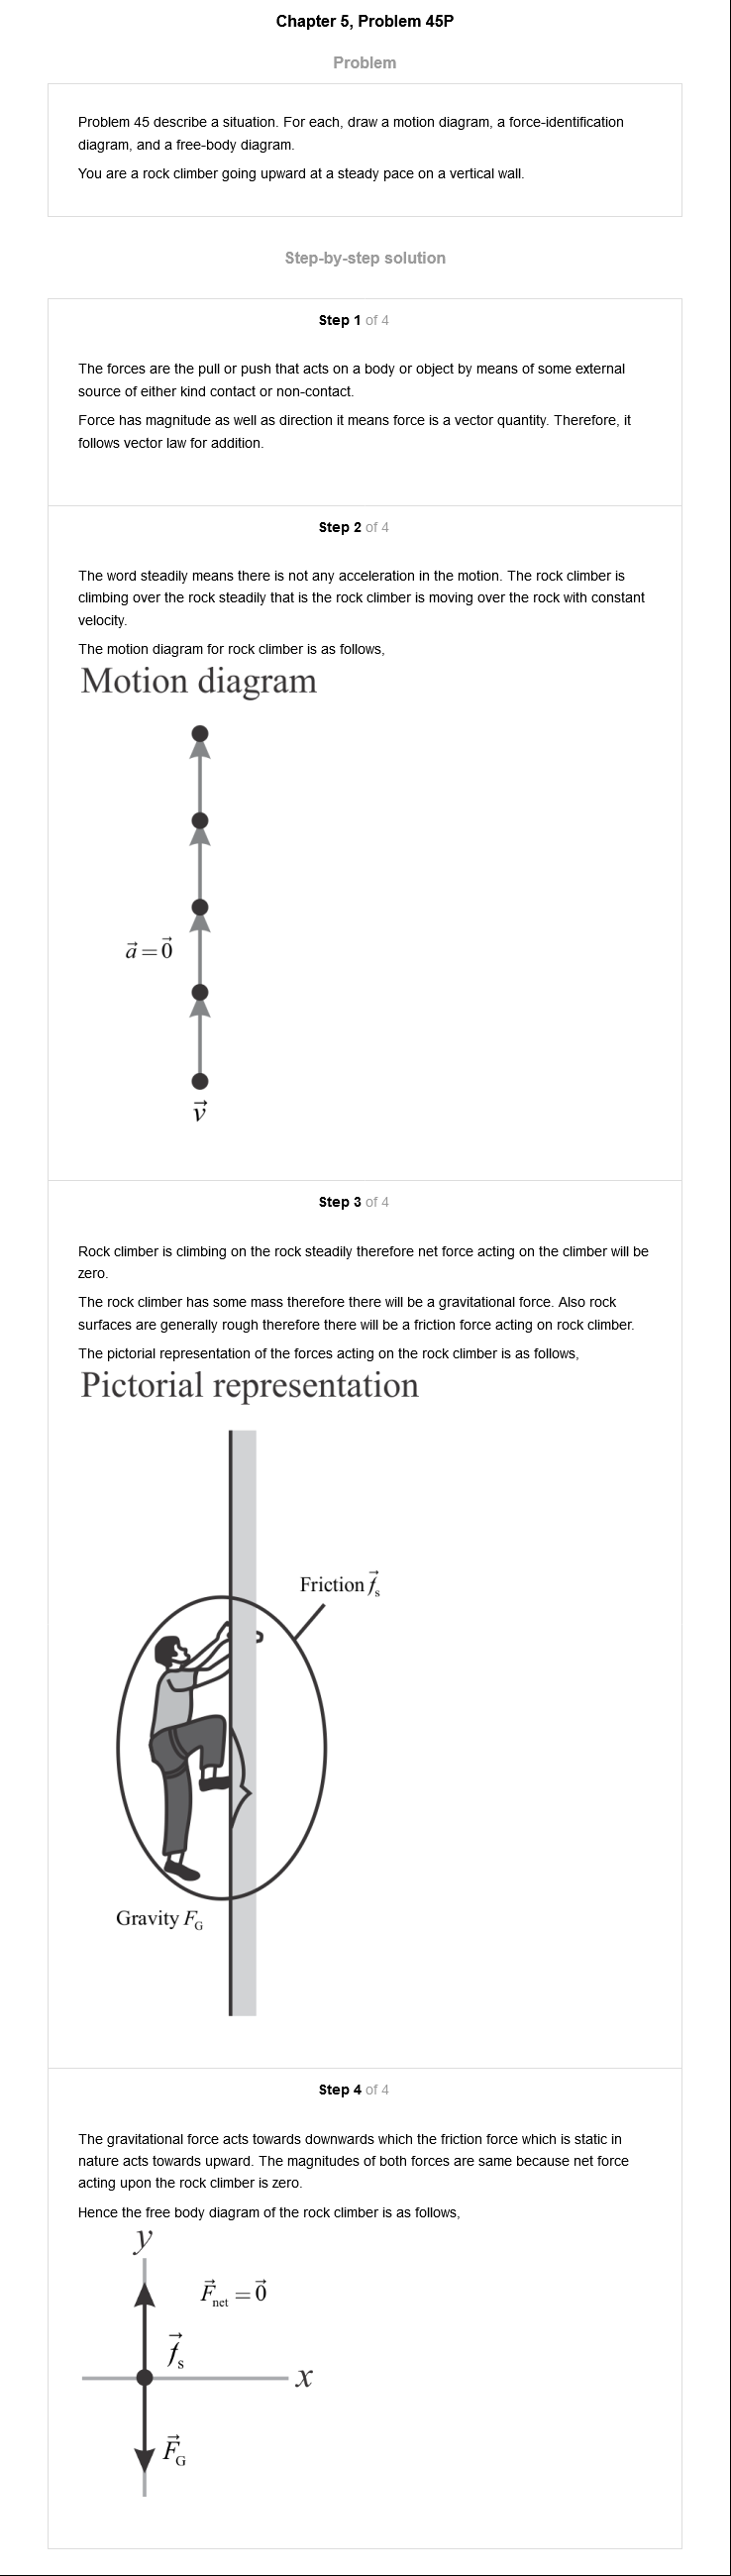 Chapter 5, Problem 45P
Problem
Problem 45 describe a situation. For each, draw a motion diagram, a force-identification
diagram, and a free-body diagram.
You are a rock climber going upward at a steady pace on a vertical wall.
Step-by-step solution
Step 1 of 4
The forces are the pull or push that acts on a body or object by means of some external
source of either kind contact or non-contact.
Force has magnitude as well as direction it means force is a vector quantity. Therefore, it
follows vector law for addition.
Step 2 of 4
The word steadily means there is not any acceleration in the motion. The rock climber is
climbing over the rock steadily that is the rock climber is moving over the rock with constant
velocity.
The motion diagram for rock climber is as follows,
Motion diagram
a⃗ = 0⃗
v⃗
Step 3 of 4
Rock climber is climbing on the rock steadily therefore net force acting on the climber will be
zero.
The rock climber has some mass therefore there will be a gravitational force. Also rock
surfaces are generally rough therefore there will be a friction force acting on rock climber.
The pictorial representation of the forces acting on the rock climber is as follows,
Pictorial representation
Friction f⃗s
Gravity FG
Step 4 of 4
The gravitational force acts towards downwards which the friction force which is static in
nature acts towards upward. The magnitudes of both forces are same because net force
acting upon the rock climber is zero.
Hence the free body diagram of the rock climber is as follows,
y
F⃗net = 0⃗
f⃗s
x
F⃗G